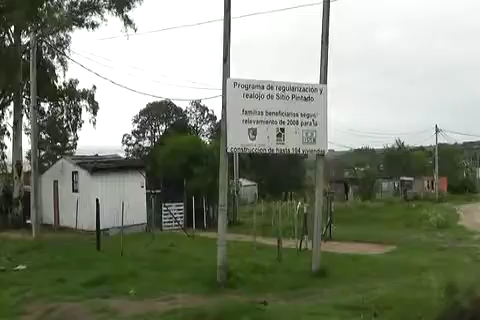 Programa de regularización y
realojo de Sitio Pintado
familias beneficiarias según
relevamiento de 2008 para la
construcción de hasta 104